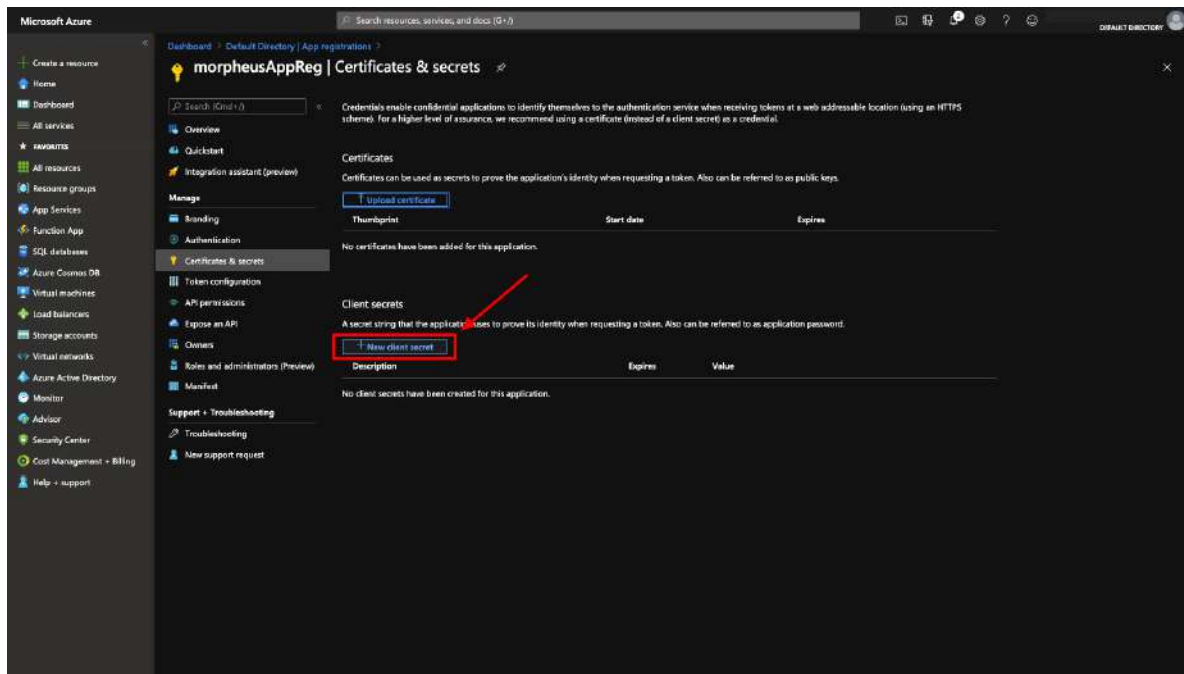 Microsoft Azure
Search resources, services, and docs (G+/)
2
DEFAULT DIRECTORY
Create a resource
Home
Dashboard
All services
FAVORITES
All resources
Resource groups
App Services
Function App
SQL databases
Azure Cosmos DB
Virtual machines
Load balancers
Storage accounts
Virtual networks
Azure Active Directory
Monitor
Advisor
Security Center
Cost Management + Billing
Help + support
Dashboard > Default Directory | App registrations >
morpheusAppReg | Certificates & secrets
Search (Cmd+/)
Overview
Quickstart
Integration assistant (preview)
Manage
Branding
Authentication
Certificates & secrets
Token configuration
API permissions
Expose an API
Owners
Roles and administrators (Preview)
Manifest
Support + Troubleshooting
Troubleshooting
New support request
Credentials enable confidential applications to identify themselves to the authentication service when receiving tokens at a web addressable location (using an HTTPS
scheme). For a higher level of assurance, we recommend using a certificate (instead of a client secret) as a credential.
Certificates
Certificates can be used as secrets to prove the application's identity when requesting a token. Also can be referred to as public keys.
Upload certificate
Thumbprint Start date Expires
No certificates have been added for this application.
Client secrets
A secret string that the application uses to prove its identity when requesting a token. Also can be referred to as application password.
New client secret
Description Expires Value
No client secrets have been created for this application.